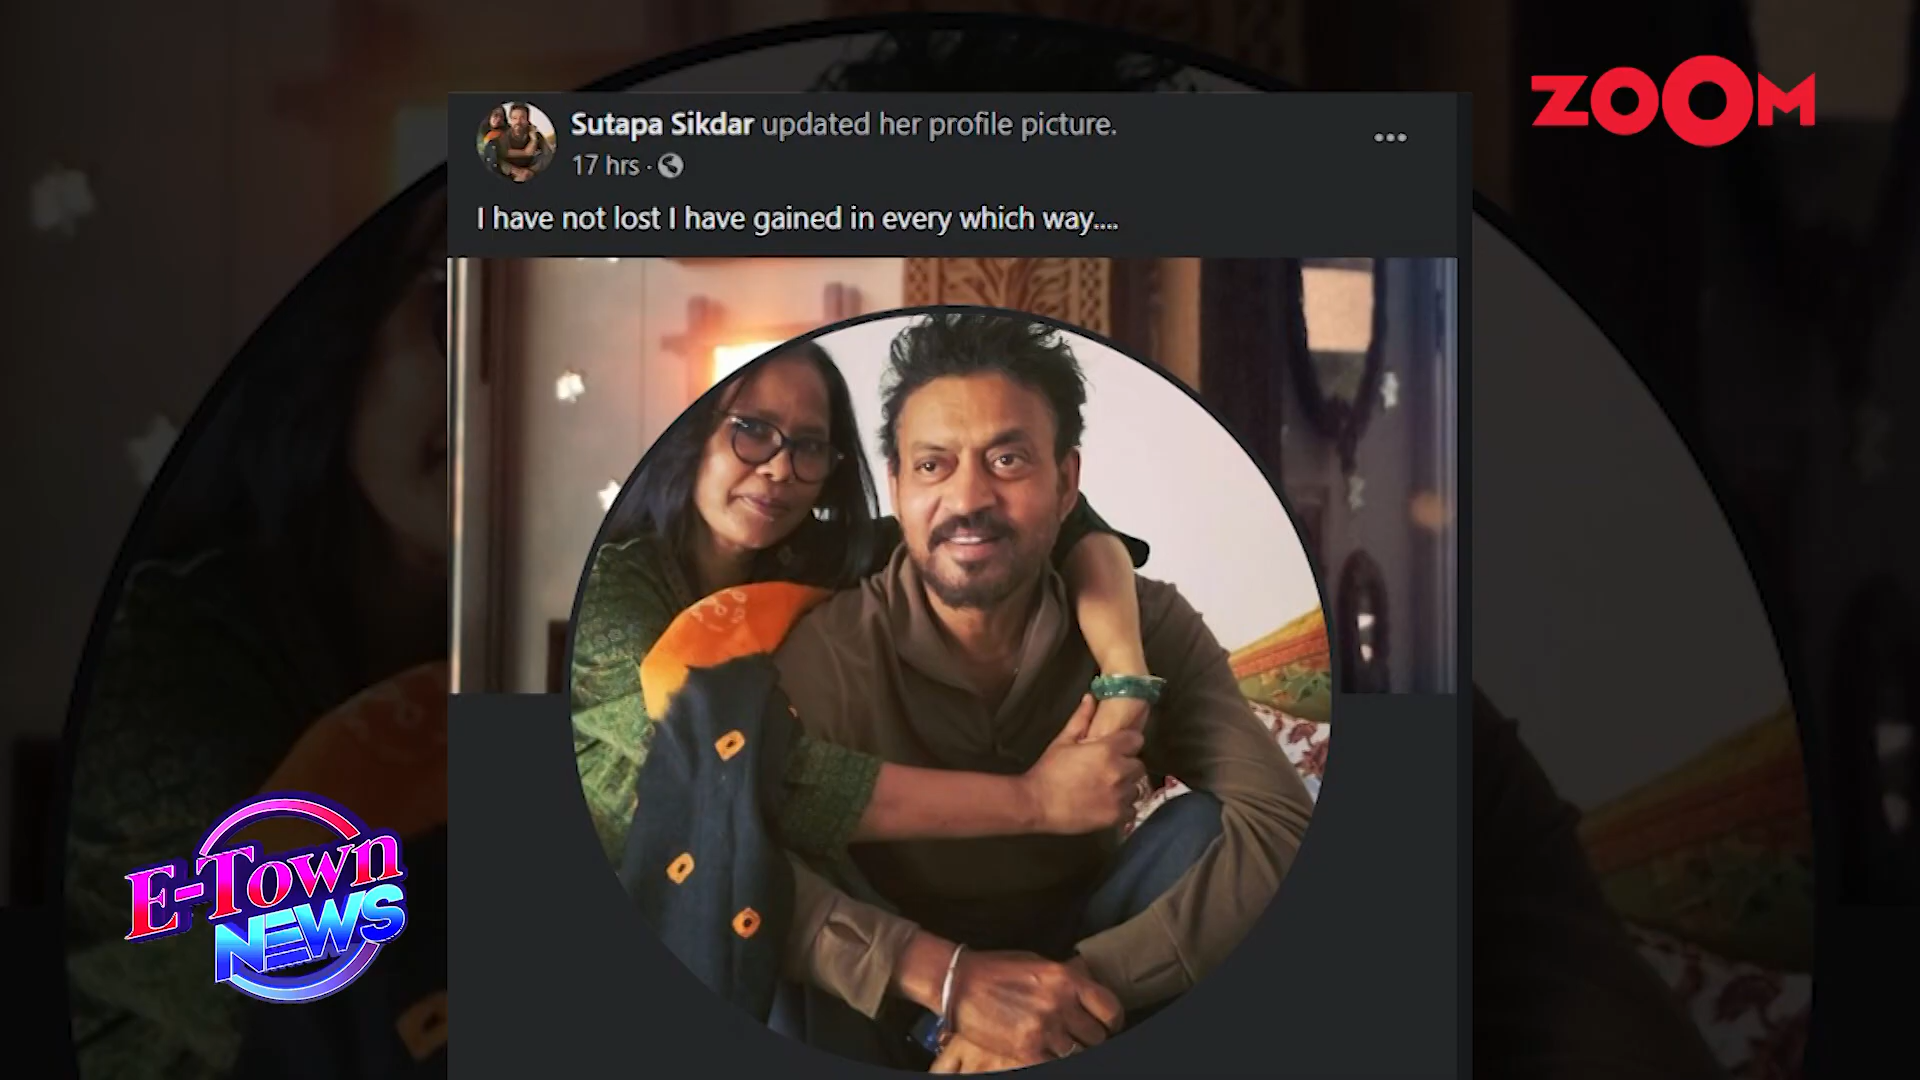 ZOOM
Sutapa Sikdar updated her profile picture.
17 hrs ·
I have not lost I have gained in every which way....
E-Town
NEWS